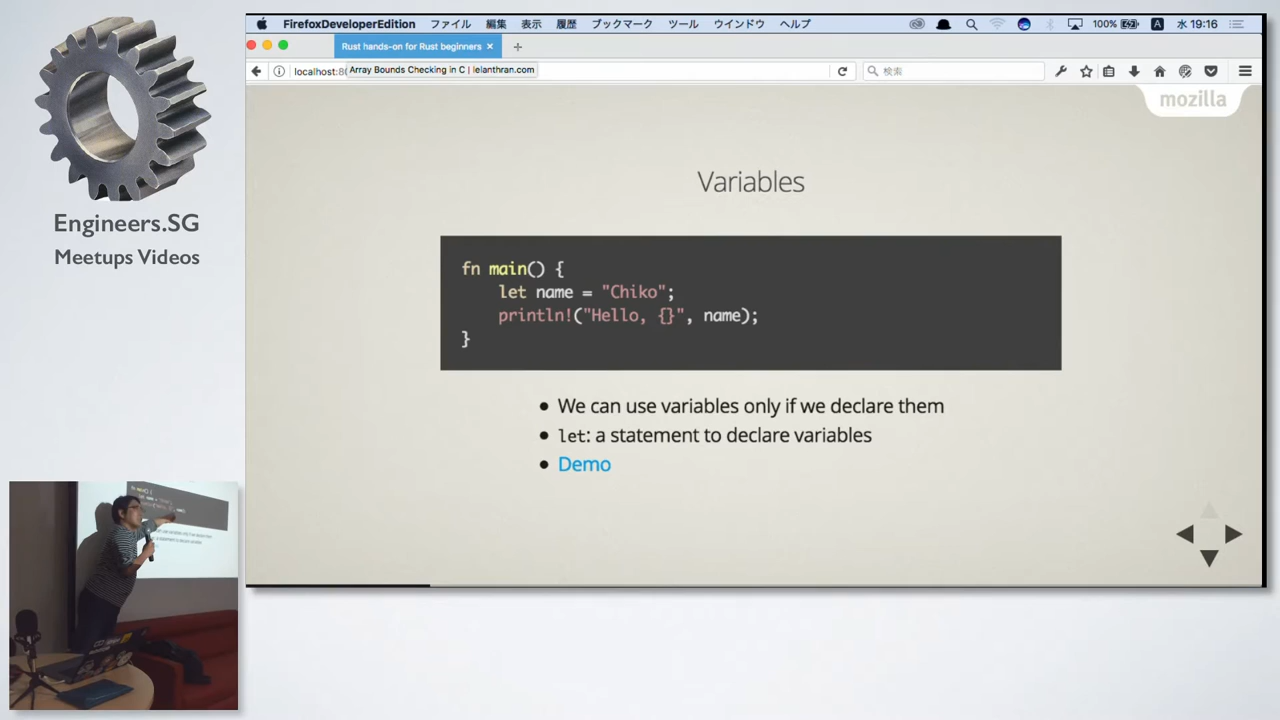 FirefoxDeveloperEdition ファイル 編集 表示 履歴 ブックマーク ツール ウインドウ ヘルプ 100% A 水 19:16
Rust hands-on for Rust beginners × +
localhost:8 Array Bounds Checking in C | lelanthran.com 検索
mozilla
Engineers.SG
Meetups Videos
Variables
fn main() {
let name = "Chiko";
println!("Hello, {}", name);
}
• We can use variables only if we declare them
• let: a statement to declare variables
• Demo